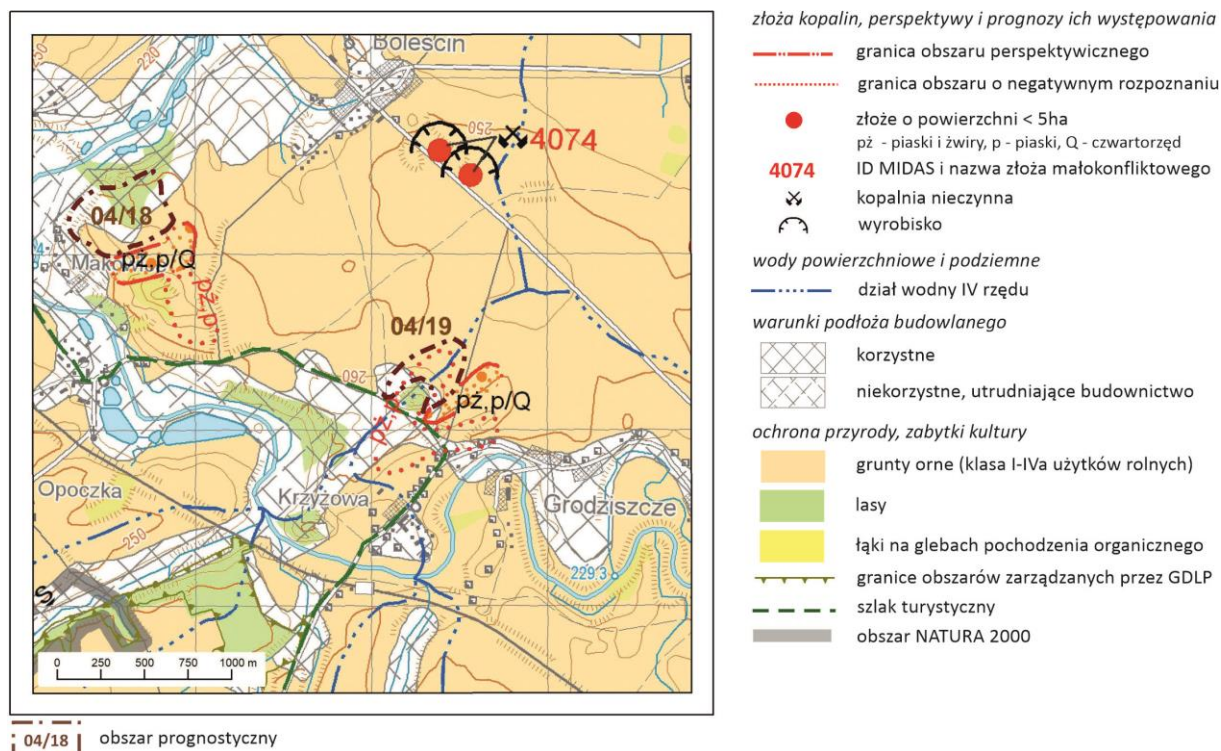 Boleścin
250
220
250
4074
04/18
pż,p/Q
pż,p
04/19
260
pż,p/Q
Opoczka
Krzyżowa
Grodziszcze
250
229.3
0 250 500 750 1000 m
04/18 obszar prognostyczny
złoża kopalin, perspektywy i prognozy ich występowania
granica obszaru perspektywicznego
granica obszaru o negatywnym rozpoznaniu
złoże o powierzchni < 5ha
pż - piaski i żwiry, p - piaski, Q - czwartorzęd
4074 ID MIDAS i nazwa złoża małokonfliktowego
kopalnia nieczynna
wyrobisko
wody powierzchniowe i podziemne
dział wodny IV rzędu
warunki podłoża budowlanego
korzystne
niekorzystne, utrudniające budownictwo
ochrona przyrody, zabytki kultury
grunty orne (klasa I-IVa użytków rolnych)
lasy
łąki na glebach pochodzenia organicznego
granice obszarów zarządzanych przez GDLP
szlak turystyczny
obszar NATURA 2000